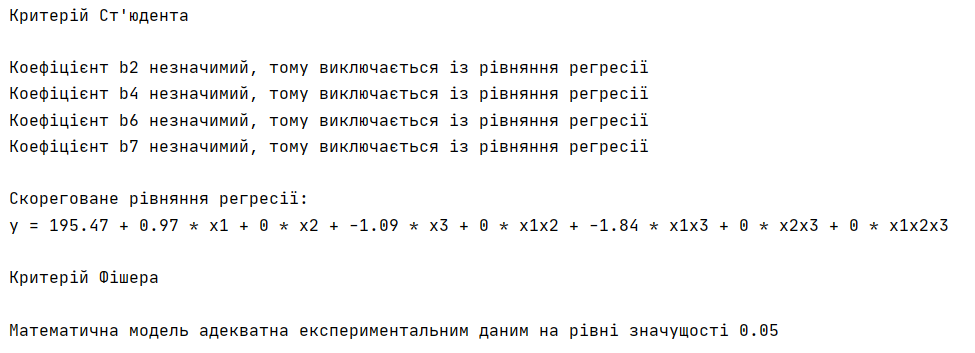 Критерій Ст'юдента
Коефіцієнт b2 незначимий, тому виключається із рівняння регресії
Коефіцієнт b4 незначимий, тому виключається із рівняння регресії
Коефіцієнт b6 незначимий, тому виключається із рівняння регресії
Коефіцієнт b7 незначимий, тому виключається із рівняння регресії
Скореговане рівняння регресії:
y = 195.47 + 0.97 * x1 + 0 * x2 + -1.09 * x3 + 0 * x1x2 + -1.84 * x1x3 + 0 * x2x3 + 0 * x1x2x3
Критерій Фішера
Математична модель адекватна експериментальним даним на рівні значущості 0.05